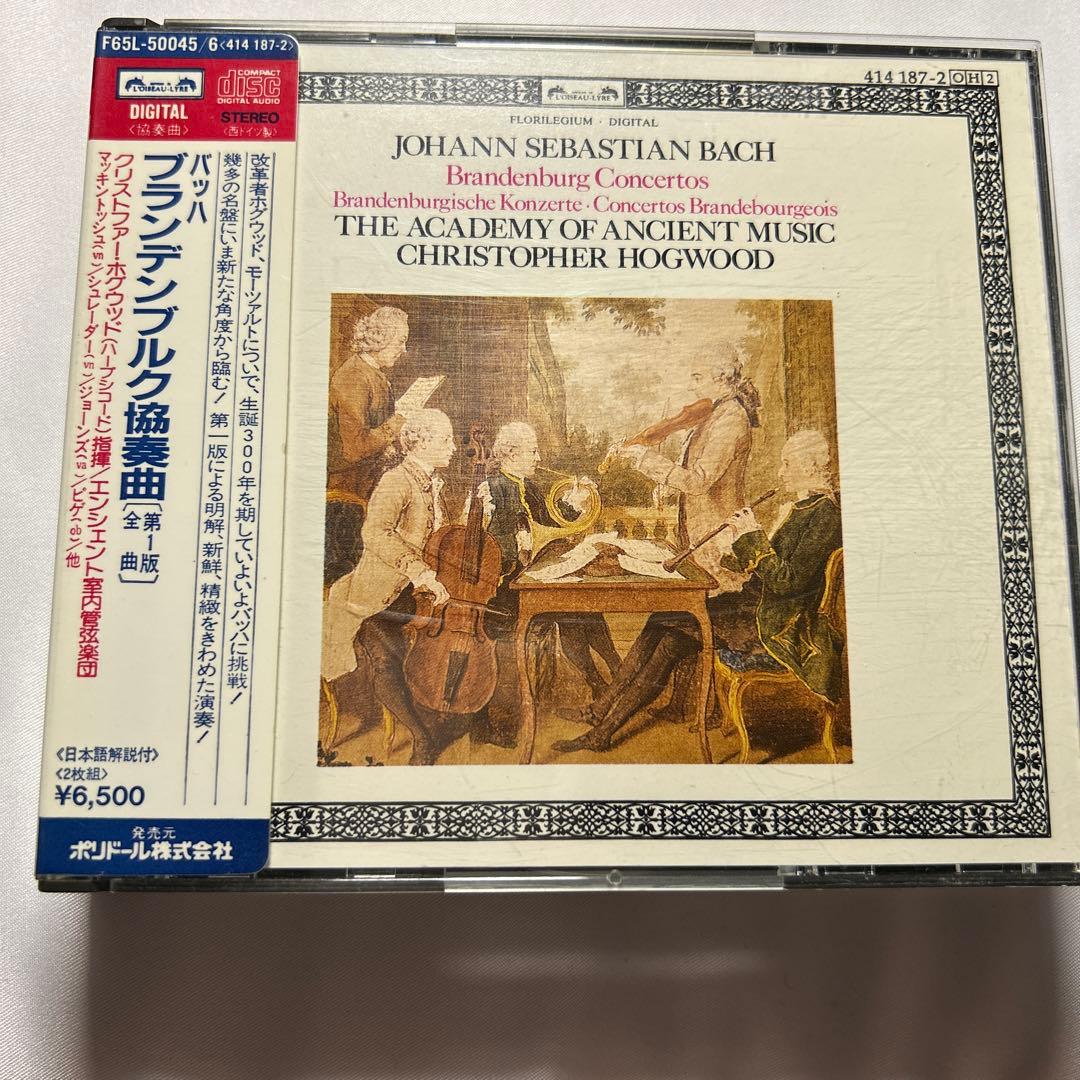 F65L-50045/6<414 187-2>
L'OISEAU-LYRE
COMPACT
disc
DIGITAL AUDIO
DIGITAL
STEREO
〈協奏曲〉
〈西ドイツ製〉
改革者ホグウッド、モーツァルトについで、生誕300年を期していよいよバッハに挑戦!
幾多の名盤にいま新たな角度から臨む! 第一版による明解、新鮮、精緻をきわめた演奏!
バッハ
ブランデンブルク協奏曲〔第1版 全曲〕
クリストファー・ホグウッド(ハープシコード)指揮/エンシェント室内管弦楽団
マッキントッシュ(vn)/シュレーダー(vn)/ジョーンズ(va)/ピゲ(ob)/他
〈日本語解説付〉
〈2枚組〉
¥6,500
発売元
ポリドール株式会社
414 187-2 OH 2
L'OISEAU-LYRE
FLORILEGIUM · DIGITAL
JOHANN SEBASTIAN BACH
Brandenburg Concertos
Brandenburgische Konzerte · Concertos Brandebourgeois
THE ACADEMY OF ANCIENT MUSIC
CHRISTOPHER HOGWOOD